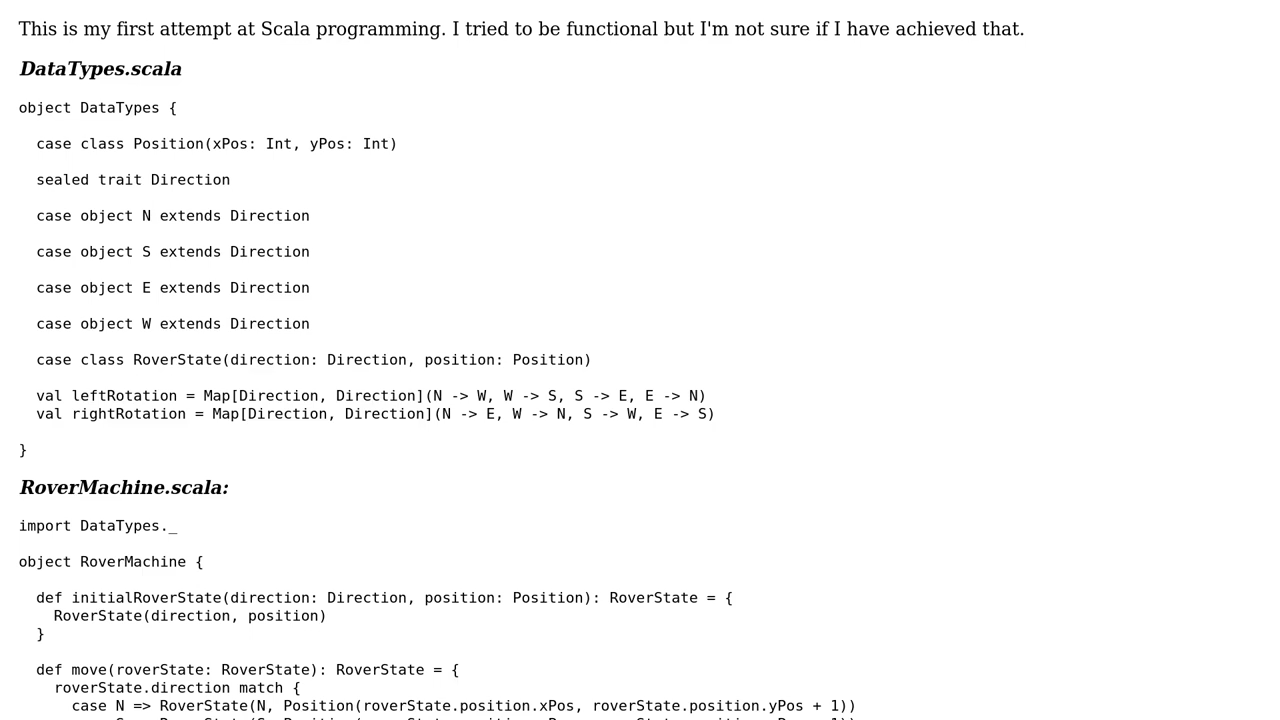 This is my first attempt at Scala programming. I tried to be functional but I'm not sure if I have achieved that.
DataTypes.scala
object DataTypes {
case class Position(xPos: Int, yPos: Int)
sealed trait Direction
case object N extends Direction
case object S extends Direction
case object E extends Direction
case object W extends Direction
case class RoverState(direction: Direction, position: Position)
val leftRotation = Map[Direction, Direction](N -> W, W -> S, S -> E, E -> N)
val rightRotation = Map[Direction, Direction](N -> E, W -> N, S -> W, E -> S)
}
RoverMachine.scala:
import DataTypes._
object RoverMachine {
def initialRoverState(direction: Direction, position: Position): RoverState = {
RoverState(direction, position)
}
def move(roverState: RoverState): RoverState = {
roverState.direction match {
case N => RoverState(N, Position(roverState.position.xPos, roverState.position.yPos + 1))